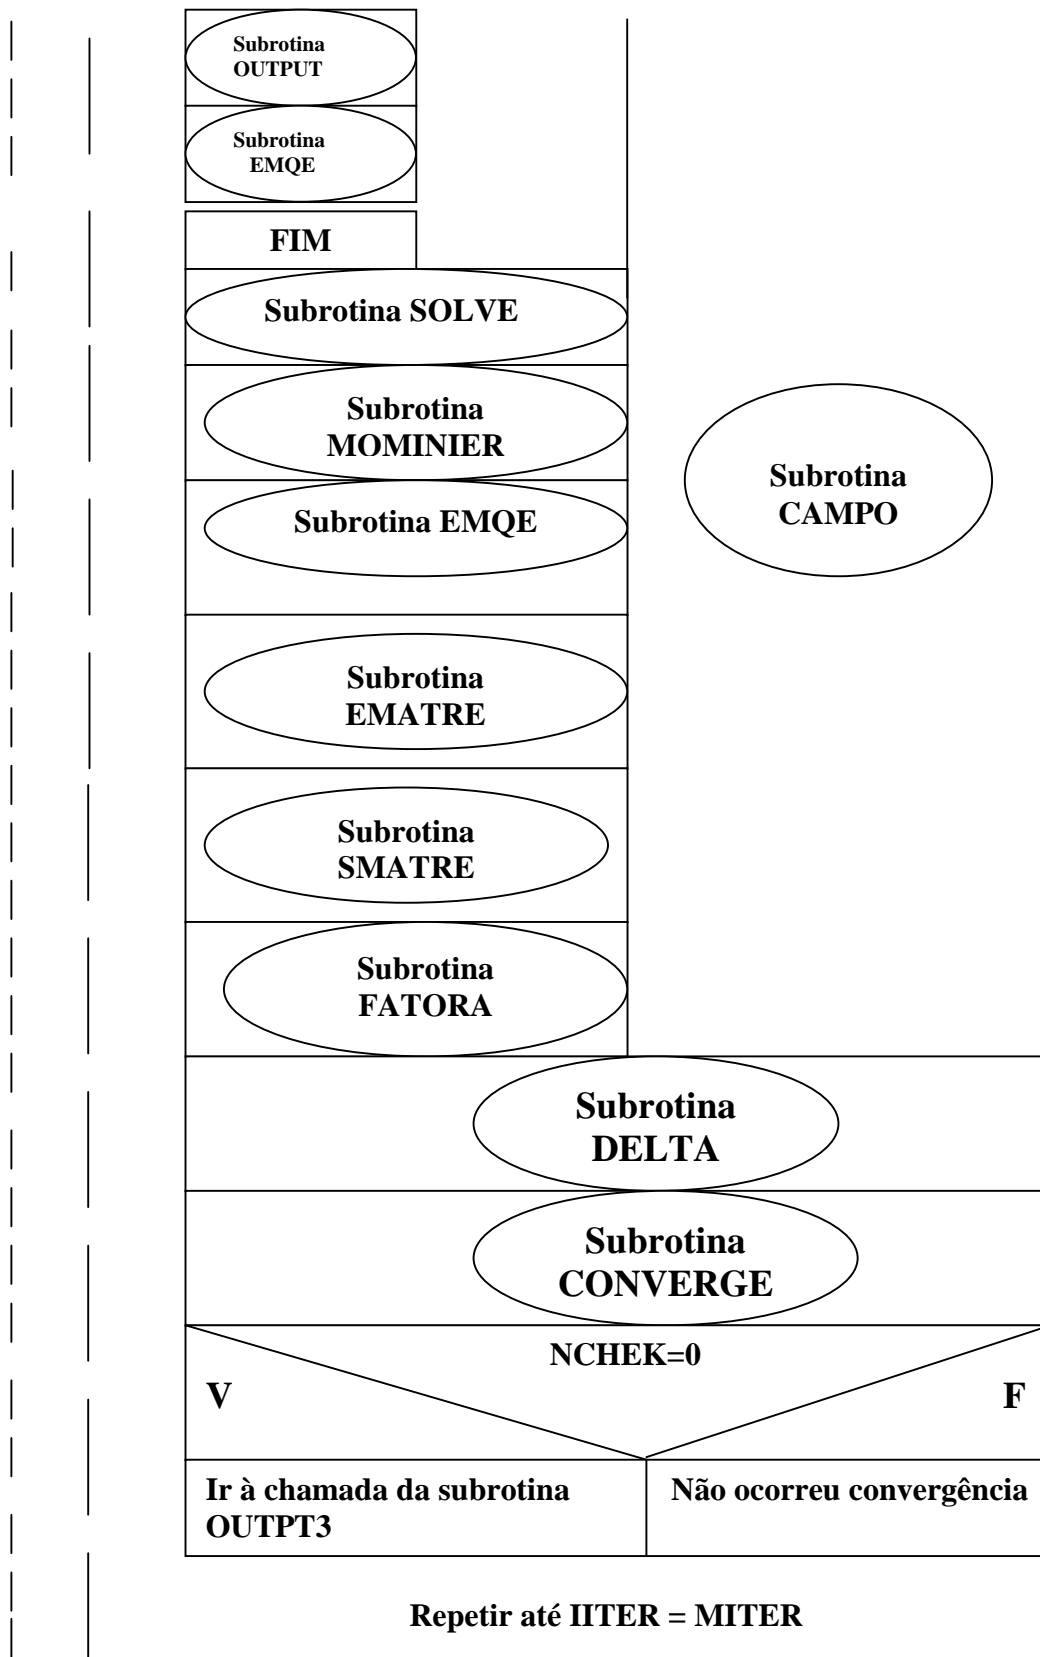 Subrotina
OUTPUT
Subrotina
EMQE
FIM
Subrotina SOLVE
Subrotina
MOMINIER
Subrotina
CAMPO
Subrotina EMQE
Subrotina
EMATRE
Subrotina
SMATRE
Subrotina
FATORA
Subrotina
DELTA
Subrotina
CONVERGE
NCHEK=0
V
F
Ir à chamada da subrotina
OUTPT3
Não ocorreu convergência
Repetir até IITER = MITER